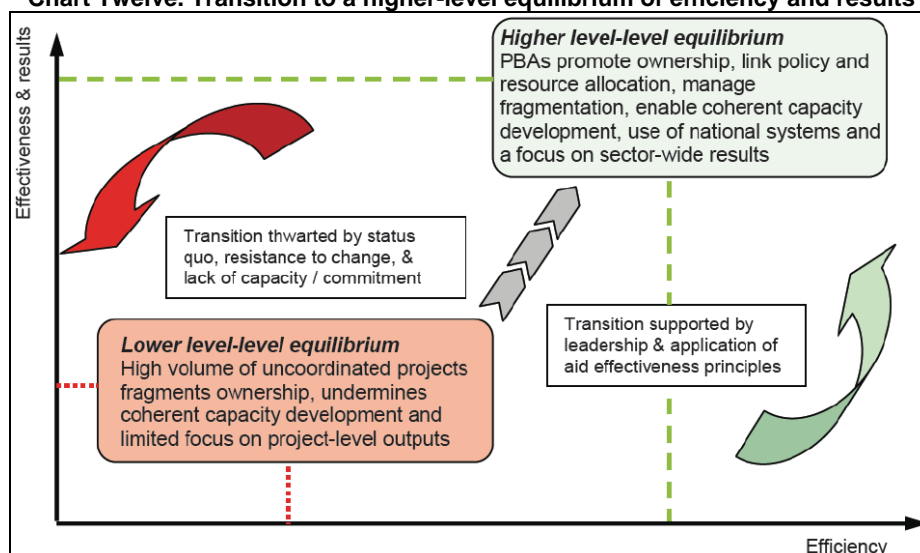 Chart Twelve: Transition to a higher-level equilibrium of efficiency and results
Effectiveness & results
Higher level-level equilibrium
PBAs promote ownership, link policy and
resource allocation, manage
fragmentation, enable coherent capacity
development, use of national systems and
a focus on sector-wide results
Transition thwarted by status
quo, resistance to change, &
lack of capacity / commitment
Transition supported by
leadership & application of
aid effectiveness principles
Lower level-level equilibrium
High volume of uncoordinated projects
fragments ownership, undermines
coherent capacity development and
limited focus on project-level outputs
Efficiency